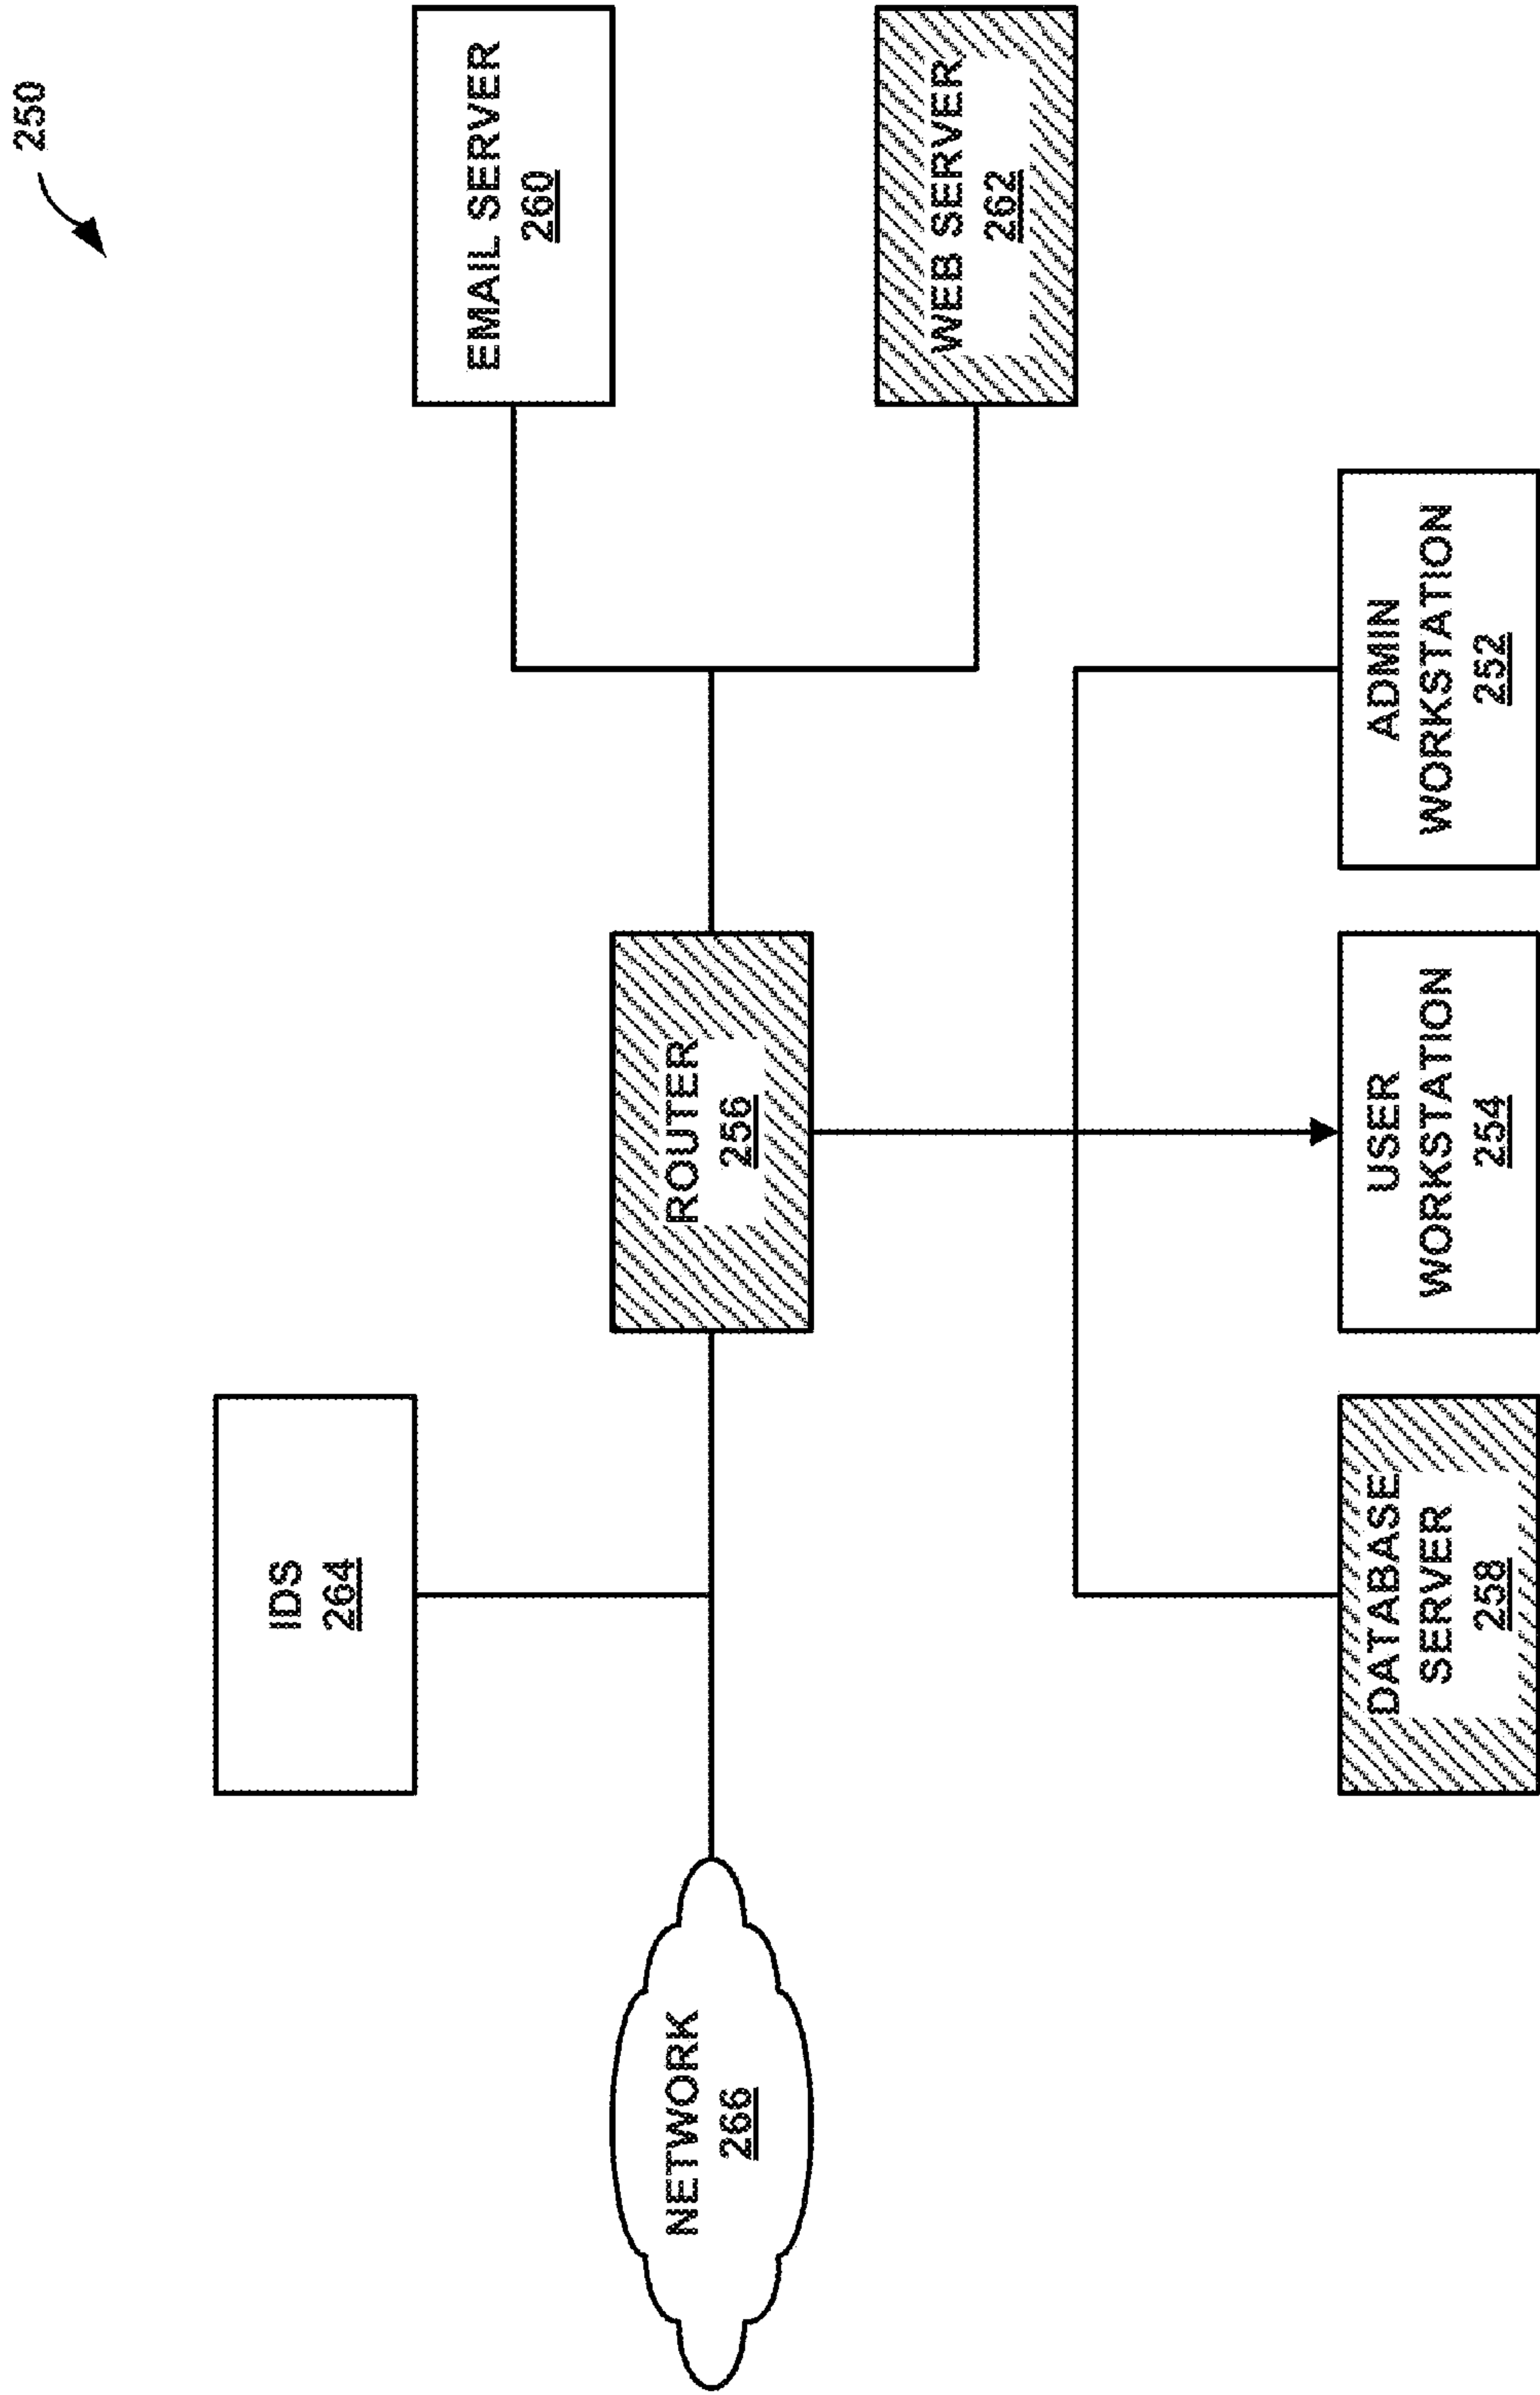 250
IDS
264
EMAIL SERVER
260
NETWORK
266
ROUTER
256
WEB SERVER
262
DATABASE
SERVER
258
USER
WORKSTATION
254
ADMIN
WORKSTATION
252